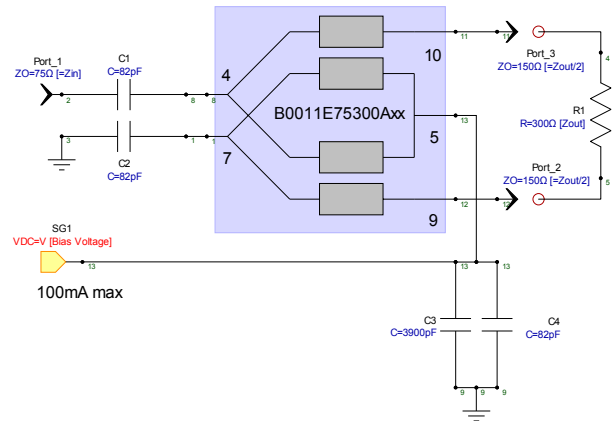 Port_1
ZO=75Ω [=Zin]
C1
C=82pF
2
8 8
4
10
11 11
Port_3
ZO=150Ω [=Zout/2]
4
B0011E75300Axx
R1
R=300Ω [Zout]
3
1 1
C2
C=82pF
7
5
13
Port_2
ZO=150Ω [=Zout/2]
5
9
12 12
SG1
VDC=V [Bias Voltage]
13
100mA max
13 13
C3
C=3900pF
C4
C=82pF
9 9 9